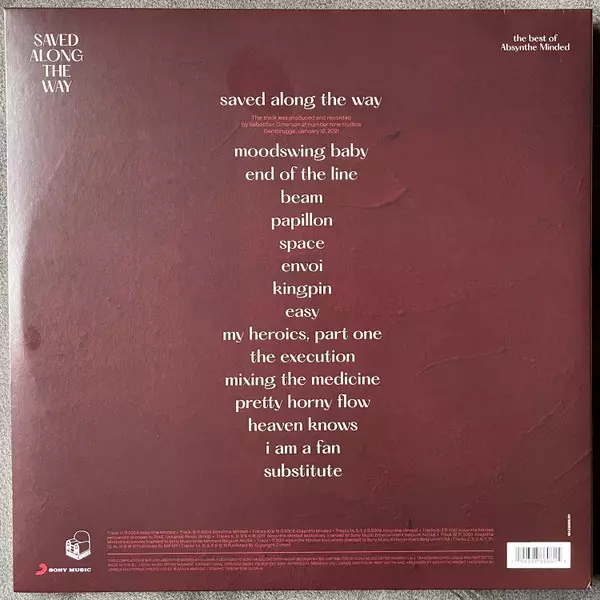 SAVED
ALONG
THE
WAY
the best of
Absynthe Minded
saved along the way
The track was produced and recorded
by Sebastian Omerson at number nine studios
Gentbrugge, January 12, 2021
moodswing baby
end of the line
beam
papillon
space
envoi
kingpin
easy
my heroics, part one
the execution
mixing the medicine
pretty horny flow
heaven knows
i am a fan
substitute
SONY MUSIC